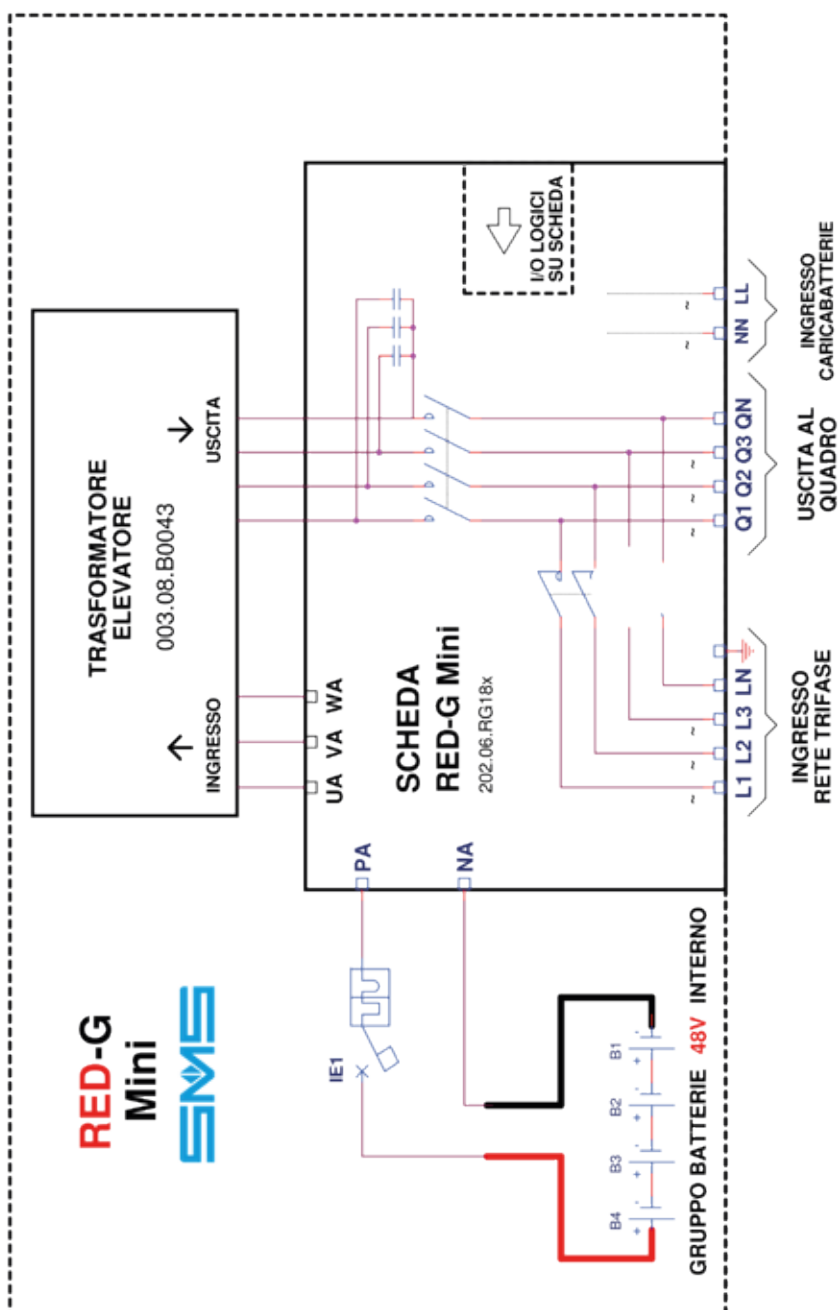 RED-G
Mini
SMS
TRASFORMATORE
ELEVATORE
003.08.B0043
INGRESSO
USCITA
UA VA WA
PA
NA
IE1
SCHEDA
RED-G Mini
202.06.RG18x
I/O LOGICI
SU SCHEDA
B4 B3 B2 B1
+ - + - + - + -
GRUPPO BATTERIE 48V INTERNO
~ ~ ~ ~ ~ ~ ~ ~
L1 L2 L3 LN Q1 Q2 Q3 QN NN LL
INGRESSO
RETE TRIFASE
USCITA AL
QUADRO
INGRESSO
CARICABATTERIE